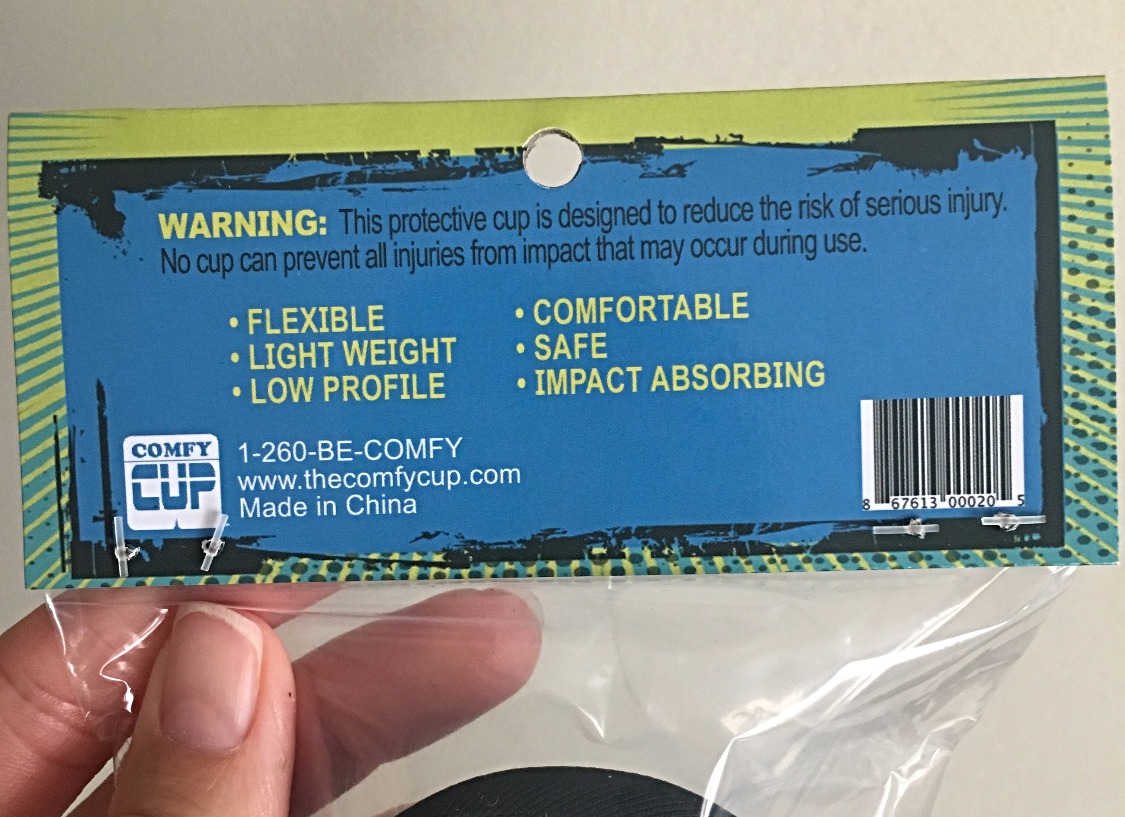 WARNING: This protective cup is designed to reduce the risk of serious injury.
No cup can prevent all injuries from impact that may occur during use.
• FLEXIBLE
• LIGHT WEIGHT
• LOW PROFILE
• COMFORTABLE
• SAFE
• IMPACT ABSORBING
COMFY
CUP
1-260-BE-COMFY
www.thecomfycup.com
Made in China
8 67613 00020 5